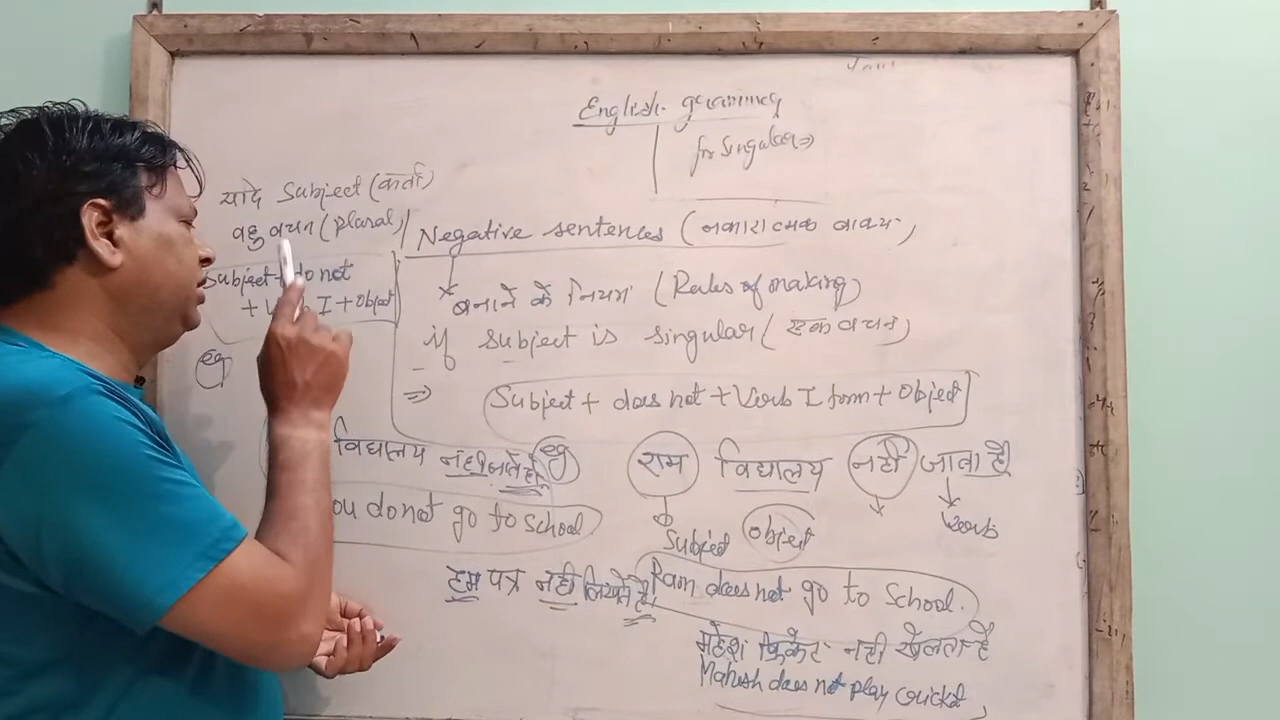 English grammar
for Singular ⇒
यदि Subject (कर्ता)
बहुवचन (Plural)
Subject + do not
+ I + Object
eg
Negative sentences (नकारात्मक वाक्य)
बनाने के नियम (Rules of making)
if subject is singular (एकवचन)
⇒ Subject + does not + Verb I form + Object
विद्यालय नहीं जाते हो
ou do not go to School.
eg राम विद्यालय नहीं जाता है
Subject Object Verb
हम पत्र नहीं लिखते हैं।
Ram does not go to School.
महेश क्रिकेट नहीं खेलता है
Mahesh does not play cricket